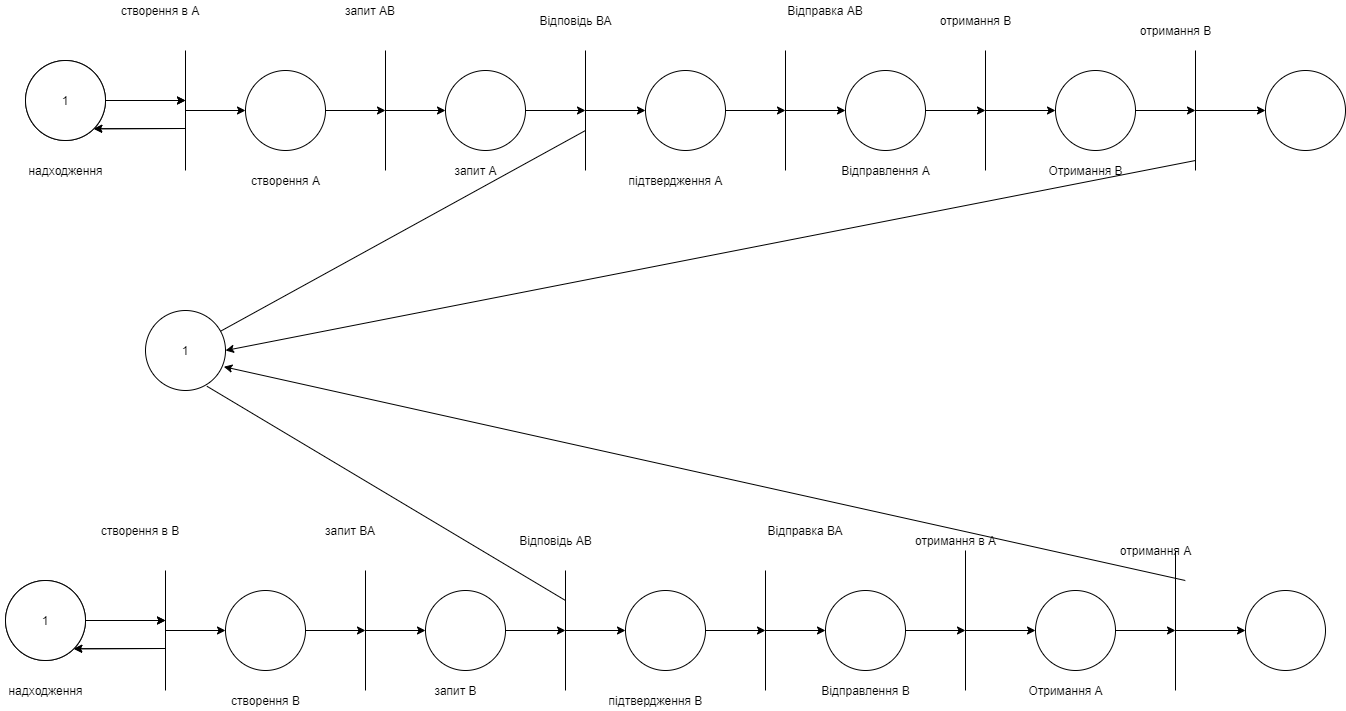 створення в А
запит АВ
Відповідь ВА
Відправка АВ
отримання В
отримання В
1
надходження
створення А
запит А
підтвердження А
Відправлення А
Отримання В
1
створення в В
запит ВА
Відповідь АВ
Відправка ВА
отримання в А
отримання А
1
надходження
створення В
запит В
підтвердження В
Відправлення В
Отримання А